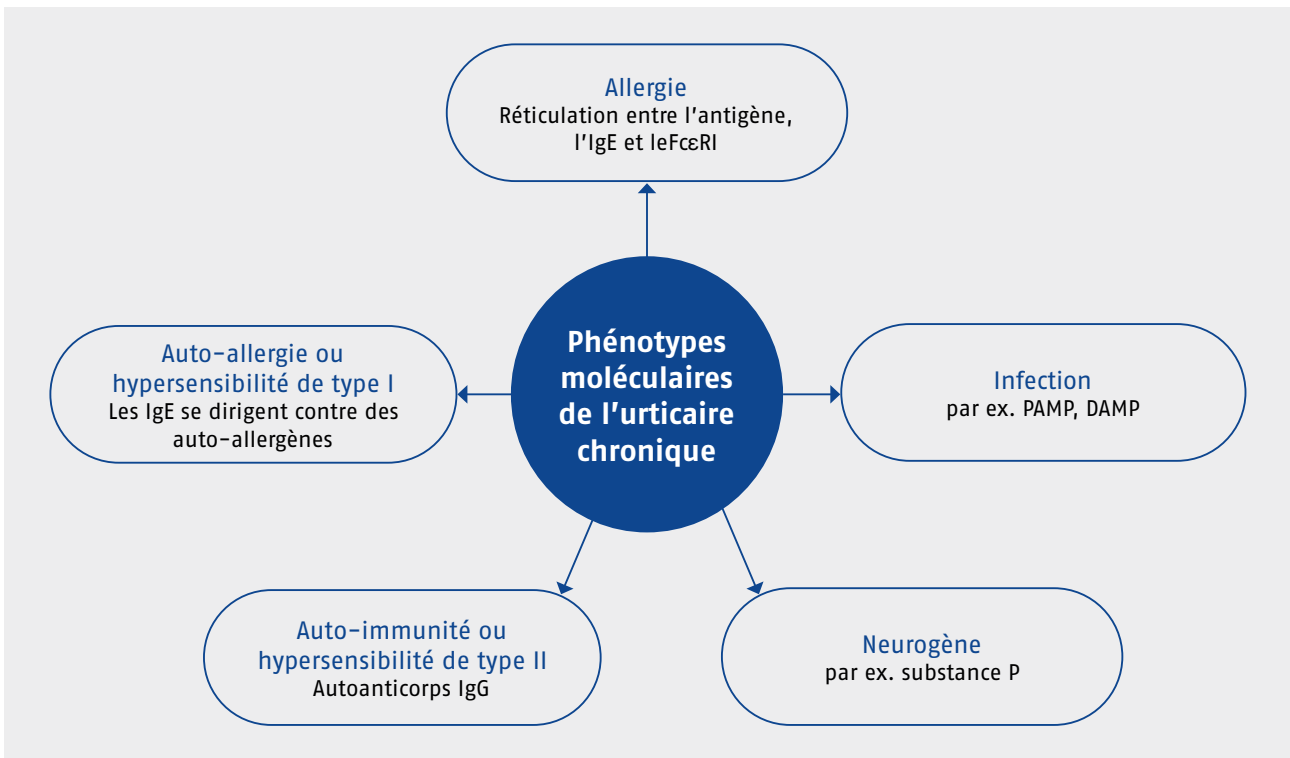 Allergie
Réticulation entre l'antigène,
l'IgE et leFcεRI
Auto-allergie ou
hypersensibilité de type I
Les IgE se dirigent contre des
auto-allergènes
Phénotypes
moléculaires
de l'urticaire
chronique
Infection
par ex. PAMP, DAMP
Auto-immunité ou
hypersensibilité de type II
Autoanticorps IgG
Neurogène
par ex. substance P